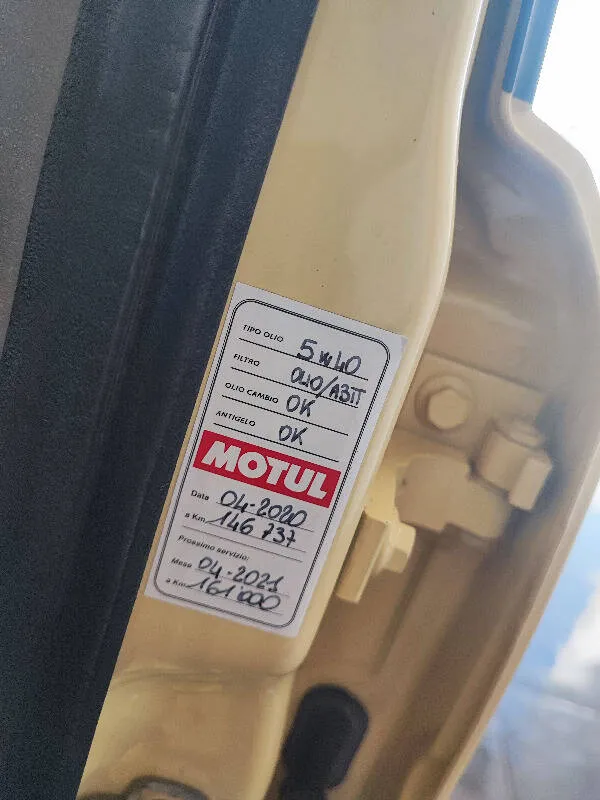 TIPO OLIO 5W40
FILTRO OLIO/ABIT
OLIO CAMBIO OK
ANTIGELO OK
MOTUL
Data 04-2020
a Km. 146 737
Prossimo servizio:
Mese 04-2021
a Km. 161'000